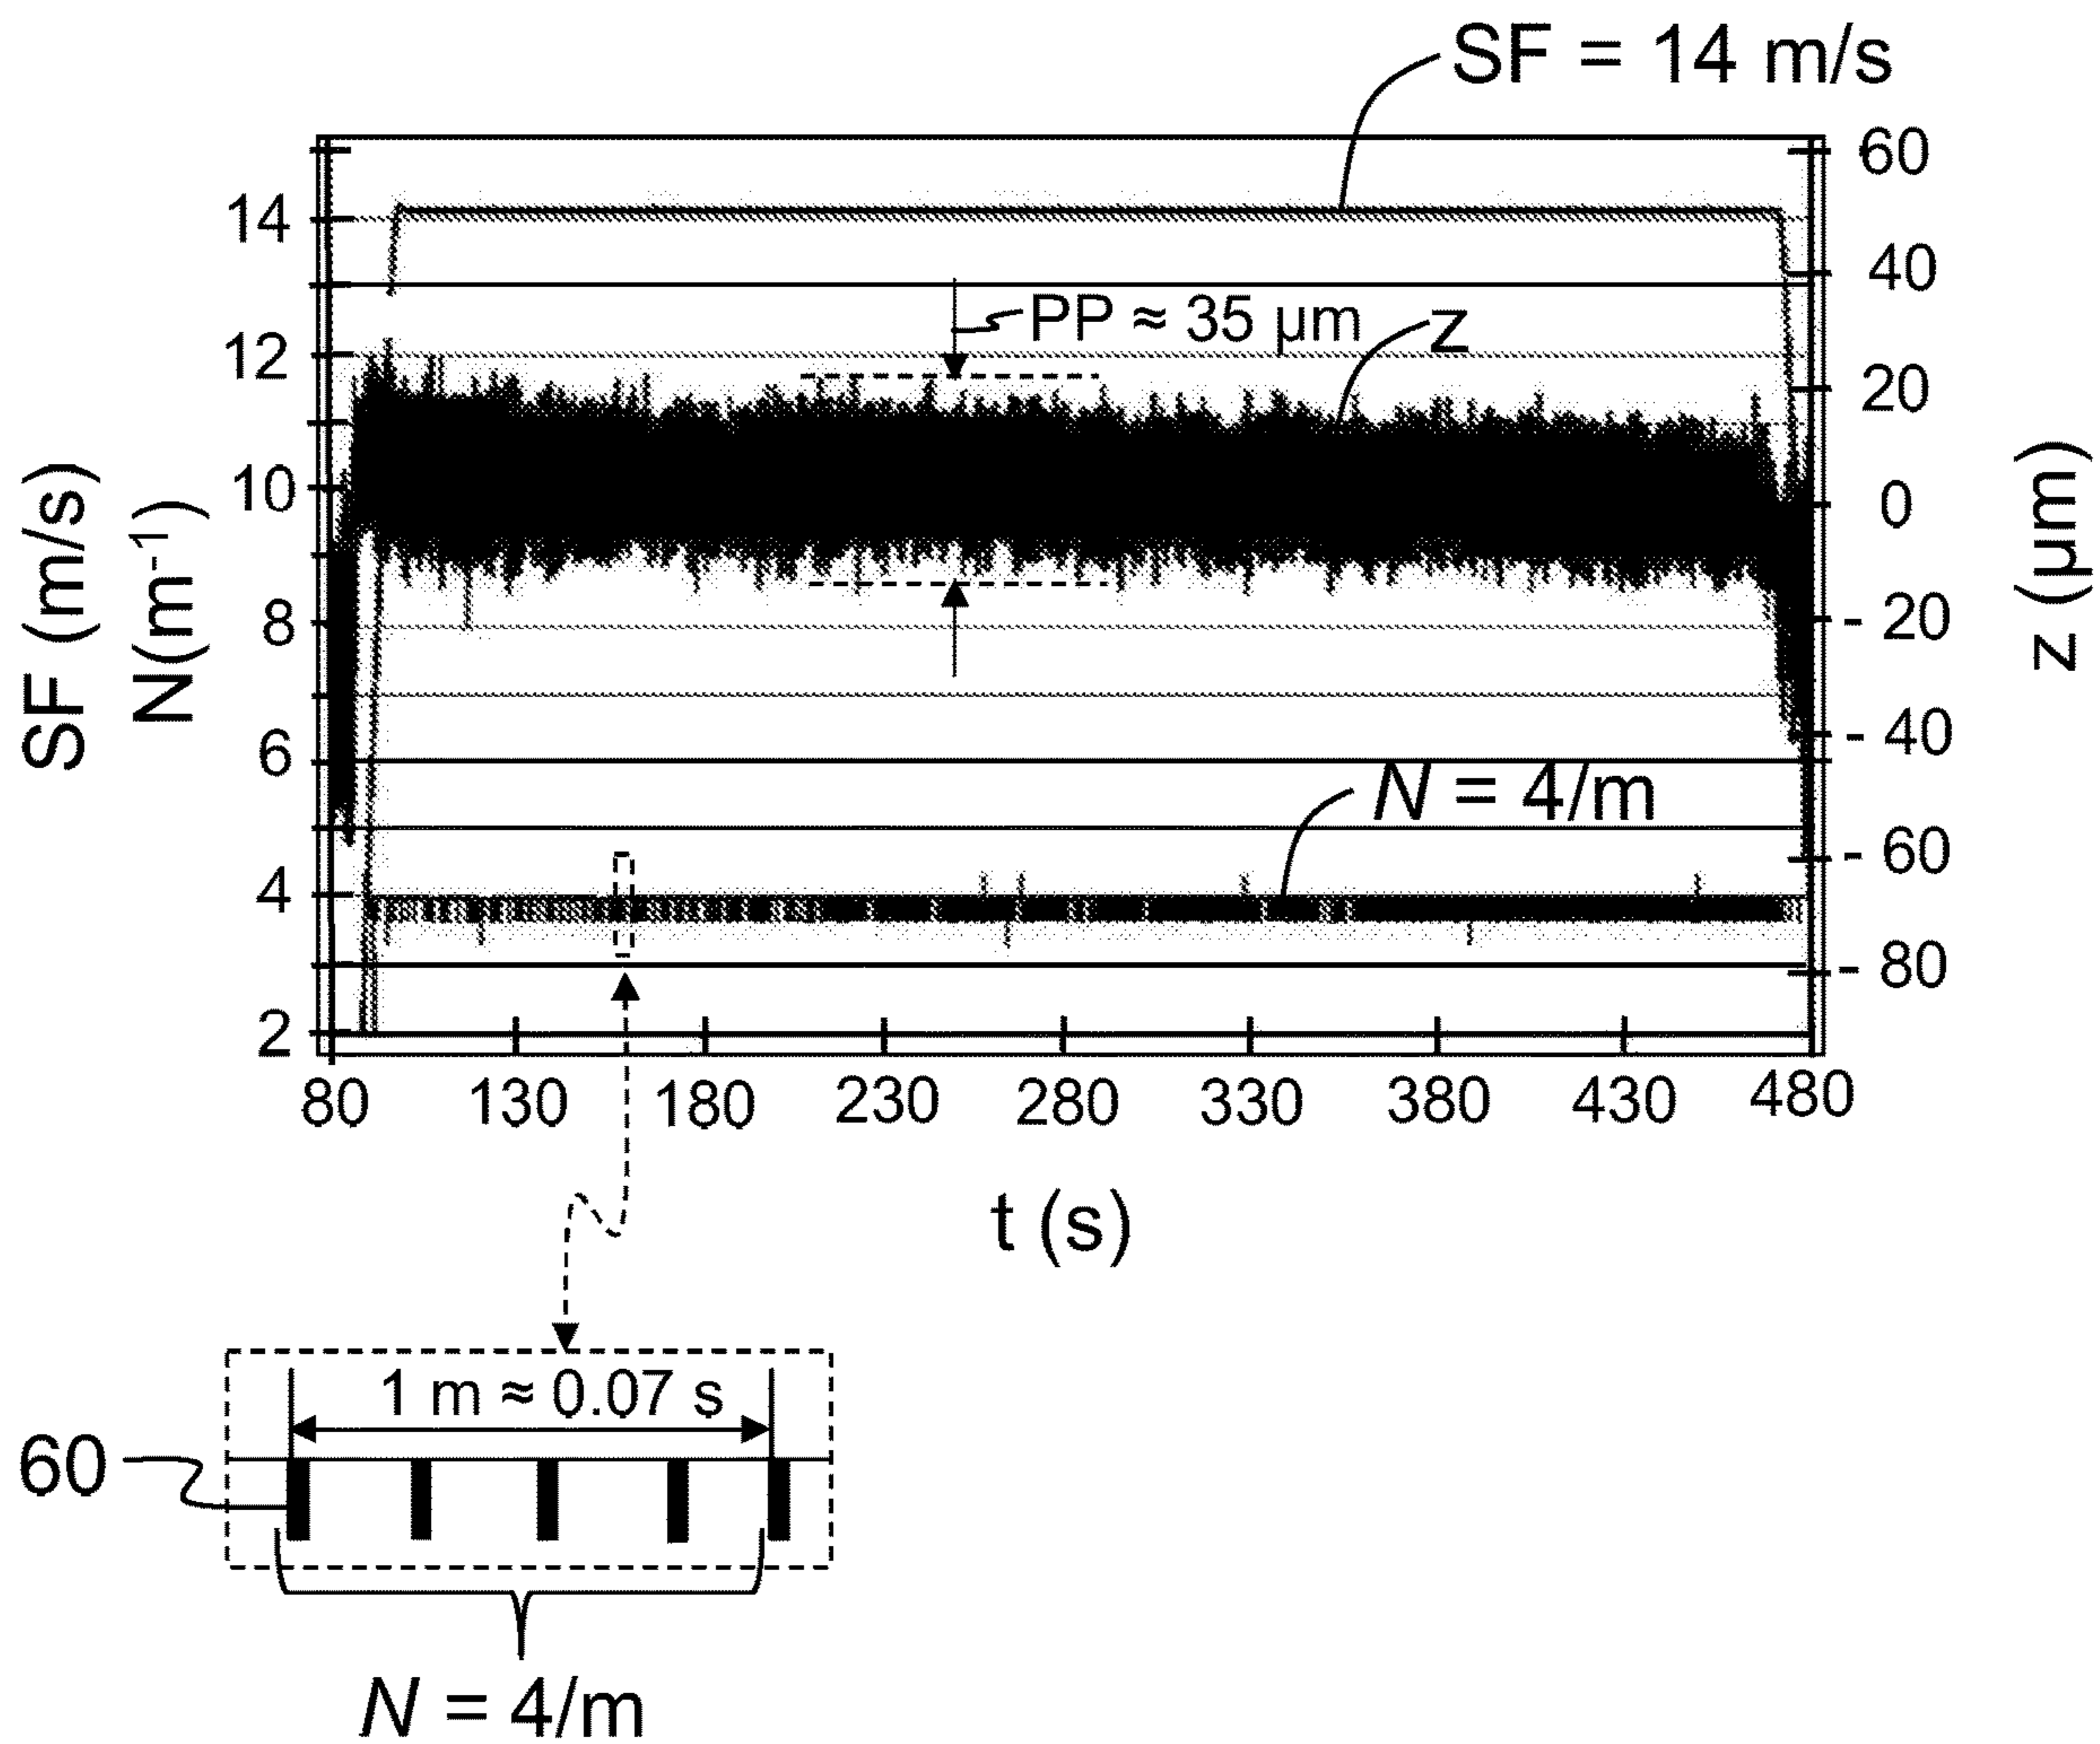 SF = 14 m/s
PP ≈ 35 μm
z
SF (m/s)
N(m⁻¹)
14
12
10
8
6
4
2
60
40
20
0
- 20
- 40
- 60
- 80
z (μm)
N = 4/m
80 130 180 230 280 330 380 430 480
t (s)
1 m ≈ 0.07 s
60
N = 4/m